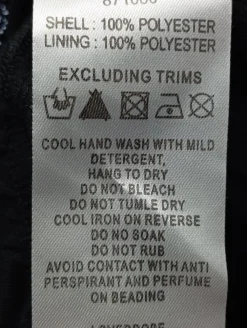 SHELL : 100% POLYESTER
LINING : 100% POLYESTER
EXCLUDING TRIMS
COOL HAND WASH WITH MILD
DETERGENT,
HANG TO DRY
DO NOT BLEACH
DO NOT TUMBLE DRY
COOL IRON ON REVERSE
DO NO SOAK
DO NOT RUB
AVOID CONTACT WITH ANTI
PERSPIRANT AND PERFUME
ON BEADING